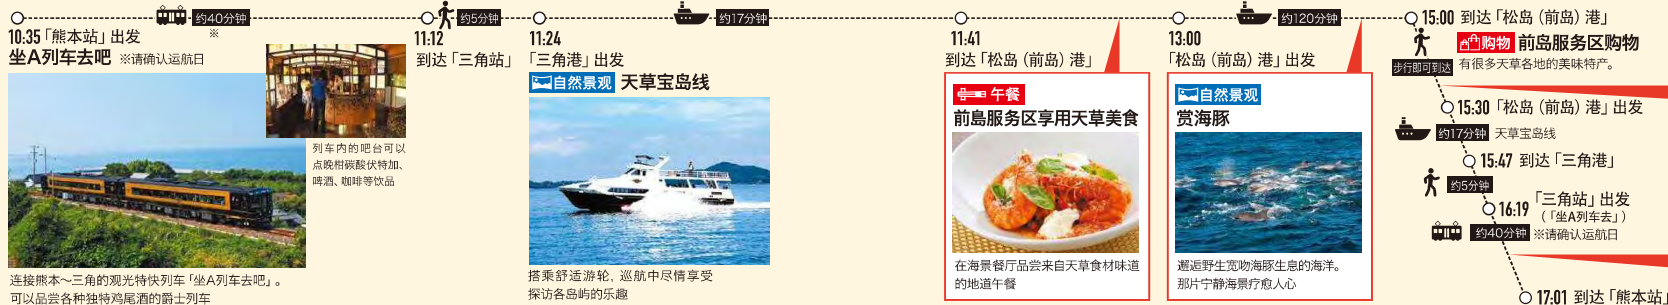 约40分钟
※
10:35「熊本站」出发
坐A列车去吧 ※请确认运航日
列车内的吧台可以
点晚柑碳酸伏特加、
啤酒、咖啡等饮品
连接熊本～三角的观光特快列车「坐A列车去吧」。
可以品尝各种独特鸡尾酒的爵士列车
约5分钟
11:12
到达「三角站」
11:24
「三角港」出发
自然景观 天草宝岛线
搭乘舒适游轮，巡航中尽情享受
探访各岛屿的乐趣
约17分钟
11:41
到达「松岛（前岛）港」
午餐
前島服务区享用天草美食
在海景餐厅品尝来自天草食材味道
的地道午餐
13:00
「松岛（前岛）港」出发
自然景观
赏海豚
邂逅野生宽吻海豚生息的海洋。
那片宁静海景疗愈人心
约120分钟
15:00 到达「松岛（前岛）港」
购物 前岛服务区购物
步行即可到达 有很多天草各地的美味特产。
15:30「松岛（前岛）港」出发
约17分钟 天草宝岛线
15:47 到达「三角港」
约5分钟
16:19「三角站」出发
（「坐A列车去」）
约40分钟 ※请确认运航日
17:01 到达「熊本站」